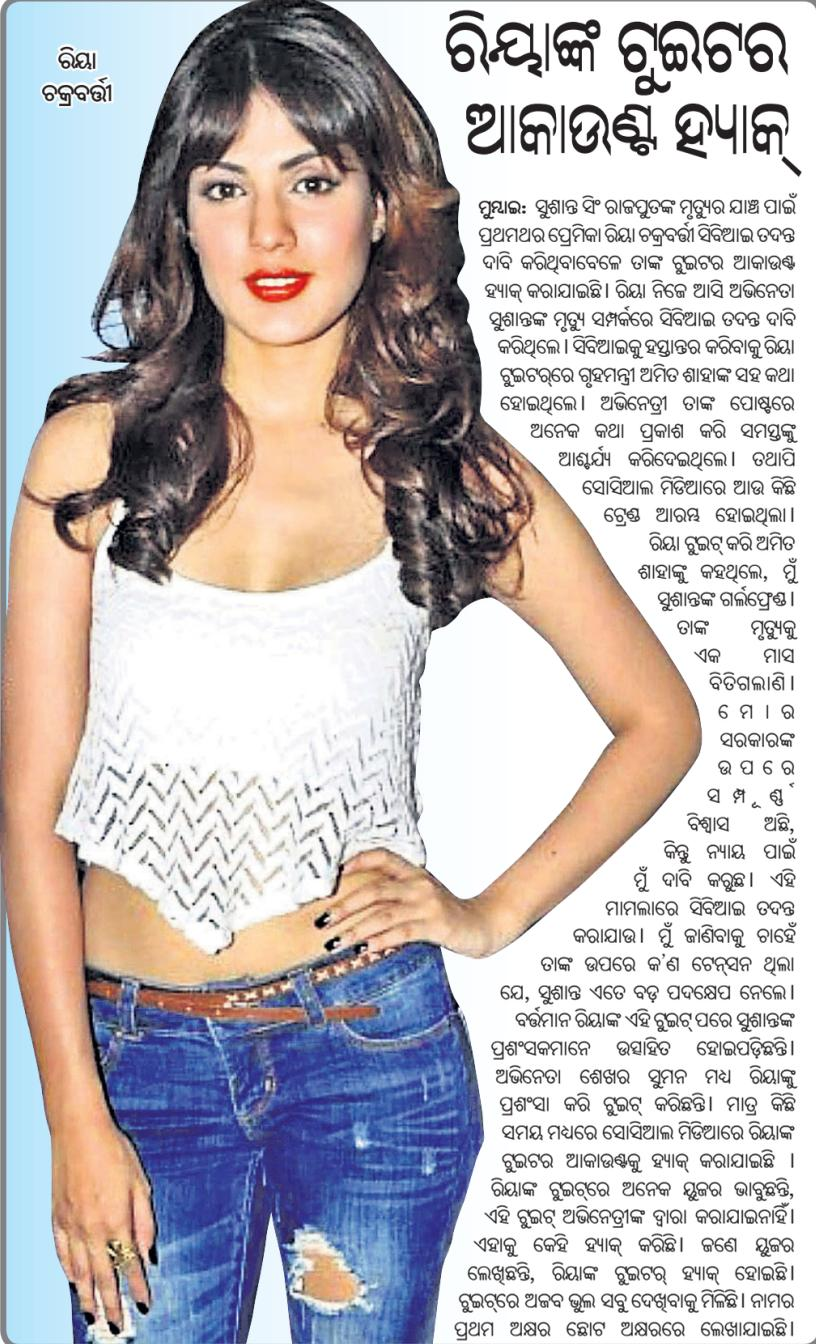 ରିୟା
ଚକ୍ରବର୍ତ୍ତୀ
ରିୟାଙ୍କ ଟୁଇଟର
ଆକାଉଣ୍ଟ ହ୍ୟାକ୍
ମୁମ୍ବାଇ: ସୁଶାନ୍ତ ସିଂ ରାଜପୁତଙ୍କ ମୃତ୍ୟୁର ଯାଞ୍ଚ ପାଇଁ
ପ୍ରଥମଥର ପ୍ରେମିକା ରିୟା ଚକ୍ରବର୍ତ୍ତୀ ସିବିଆଇ ତଦନ୍ତ
ଦାବି କରିଥିବାବେଳେ ତାଙ୍କ ଟୁଇଟର ଆକାଉଣ୍ଟ
ହ୍ୟାକ୍ କରାଯାଇଛି। ରିୟା ନିଜେ ଆସି ଅଭିନେତା
ସୁଶାନ୍ତଙ୍କ ମୃତ୍ୟୁ ସମ୍ପର୍କରେ ସିବିଆଇ ତଦନ୍ତ ଦାବି
କରିଥିଲେ। ସିବିଆଇକୁ ହସ୍ତାନ୍ତର କରିବାକୁ ରିୟା
ଟୁଇଟର୍‌ରେ ଗୃହମନ୍ତ୍ରୀ ଅମିତ ଶାହାଙ୍କ ସହ କଥା
ହୋଇଥିଲେ। ଅଭିନେତ୍ରୀ ତାଙ୍କ ପୋଷ୍ଟରେ
ଅନେକ କଥା ପ୍ରକାଶ କରି ସମସ୍ତଙ୍କୁ
ଆଶ୍ଚର୍ଯ୍ୟ କରିଦେଇଥିଲେ। ତଥାପି
ସୋସିଆଲ ମିଡିଆରେ ଆଉ କିଛି
ଟ୍ରେଣ୍ଡ ଆରମ୍ଭ ହୋଇଥିଲା।
ରିୟା ଟୁଇଟ୍ କରି ଅମିତ
ଶାହାଙ୍କୁ କହଥିଲେ, ମୁଁ
ସୁଶାନ୍ତଙ୍କ ଗର୍ଲଫ୍ରେଣ୍ଡ।
ତାଙ୍କ ମୃତ୍ୟୁକୁ
ଏକ ମାସ
ବିତିଗଲାଣି।
ମୋର
ସରକାରଙ୍କ
ଉପରେ
ସମ୍ପୂର୍ଣ୍ଣ
ବିଶ୍ୱାସ ଅଛି,
କିନ୍ତୁ ନ୍ୟାୟ ପାଇଁ
ମୁଁ ଦାବି କରୁଛ। ଏହି
ମାମଲାରେ ସିବିଆଇ ତଦନ୍ତ
କରାଯାଉ। ମୁଁ ଜାଣିବାକୁ ଚାହେଁ
ତାଙ୍କ ଉପରେ କ'ଣ ଟେନ୍‌ସନ ଥିଲା
ଯେ, ସୁଶାନ୍ତ ଏତେ ବଡ଼ ପଦକ୍ଷେପ ନେଲେ।
ବର୍ତ୍ତମାନ ରିୟାଙ୍କ ଏହି ଟୁଇଟ୍ ପରେ ସୁଶାନ୍ତଙ୍କ
ପ୍ରଶଂସକମାନେ ଉତ୍ସାହିତ ହୋଇପଡ଼ିଛନ୍ତି।
ଅଭିନେତା ଶେଖର ସୁମନ ମଧ୍ୟ ରିୟାଙ୍କୁ
ପ୍ରଶଂସା କରି ଟୁଇଟ୍ କରିଛନ୍ତି। ମାତ୍ର କିଛି
ସମୟ ମଧ୍ୟରେ ସୋସିଆଲ ମିଡିଆରେ ରିୟାଙ୍କ
ଟୁଇଟର ଆକାଉଣ୍ଟକୁ ହ୍ୟାକ୍ କରାଯାଇଛି ।
ରିୟାଙ୍କ ଟୁଇଟ୍‌ରେ ଅନେକ ୟୁଜର ଭାବୁଛନ୍ତି,
ଏହି ଟୁଇଟ୍ ଅଭିନେତ୍ରୀଙ୍କ ଦ୍ୱାରା କରାଯାଇନାହିଁ।
ଏହାକୁ କେହି ହ୍ୟାକ୍ କରିଛି। ଜଣେ ୟୁଜର
ଲେଖିଛନ୍ତି, ରିୟାଙ୍କ ଟୁଇଟର୍ ହ୍ୟାକ୍ ହୋଇଛି।
ଟୁଇଟ୍‌ରେ ଅଜବ ଭୁଲ ସବୁ ଦେଖିବାକୁ ମିଳିଛି। ନାମର
ପ୍ରଥମ ଅକ୍ଷର ଛୋଟ ଅକ୍ଷରରେ ଲେଖାଯାଇଛି।